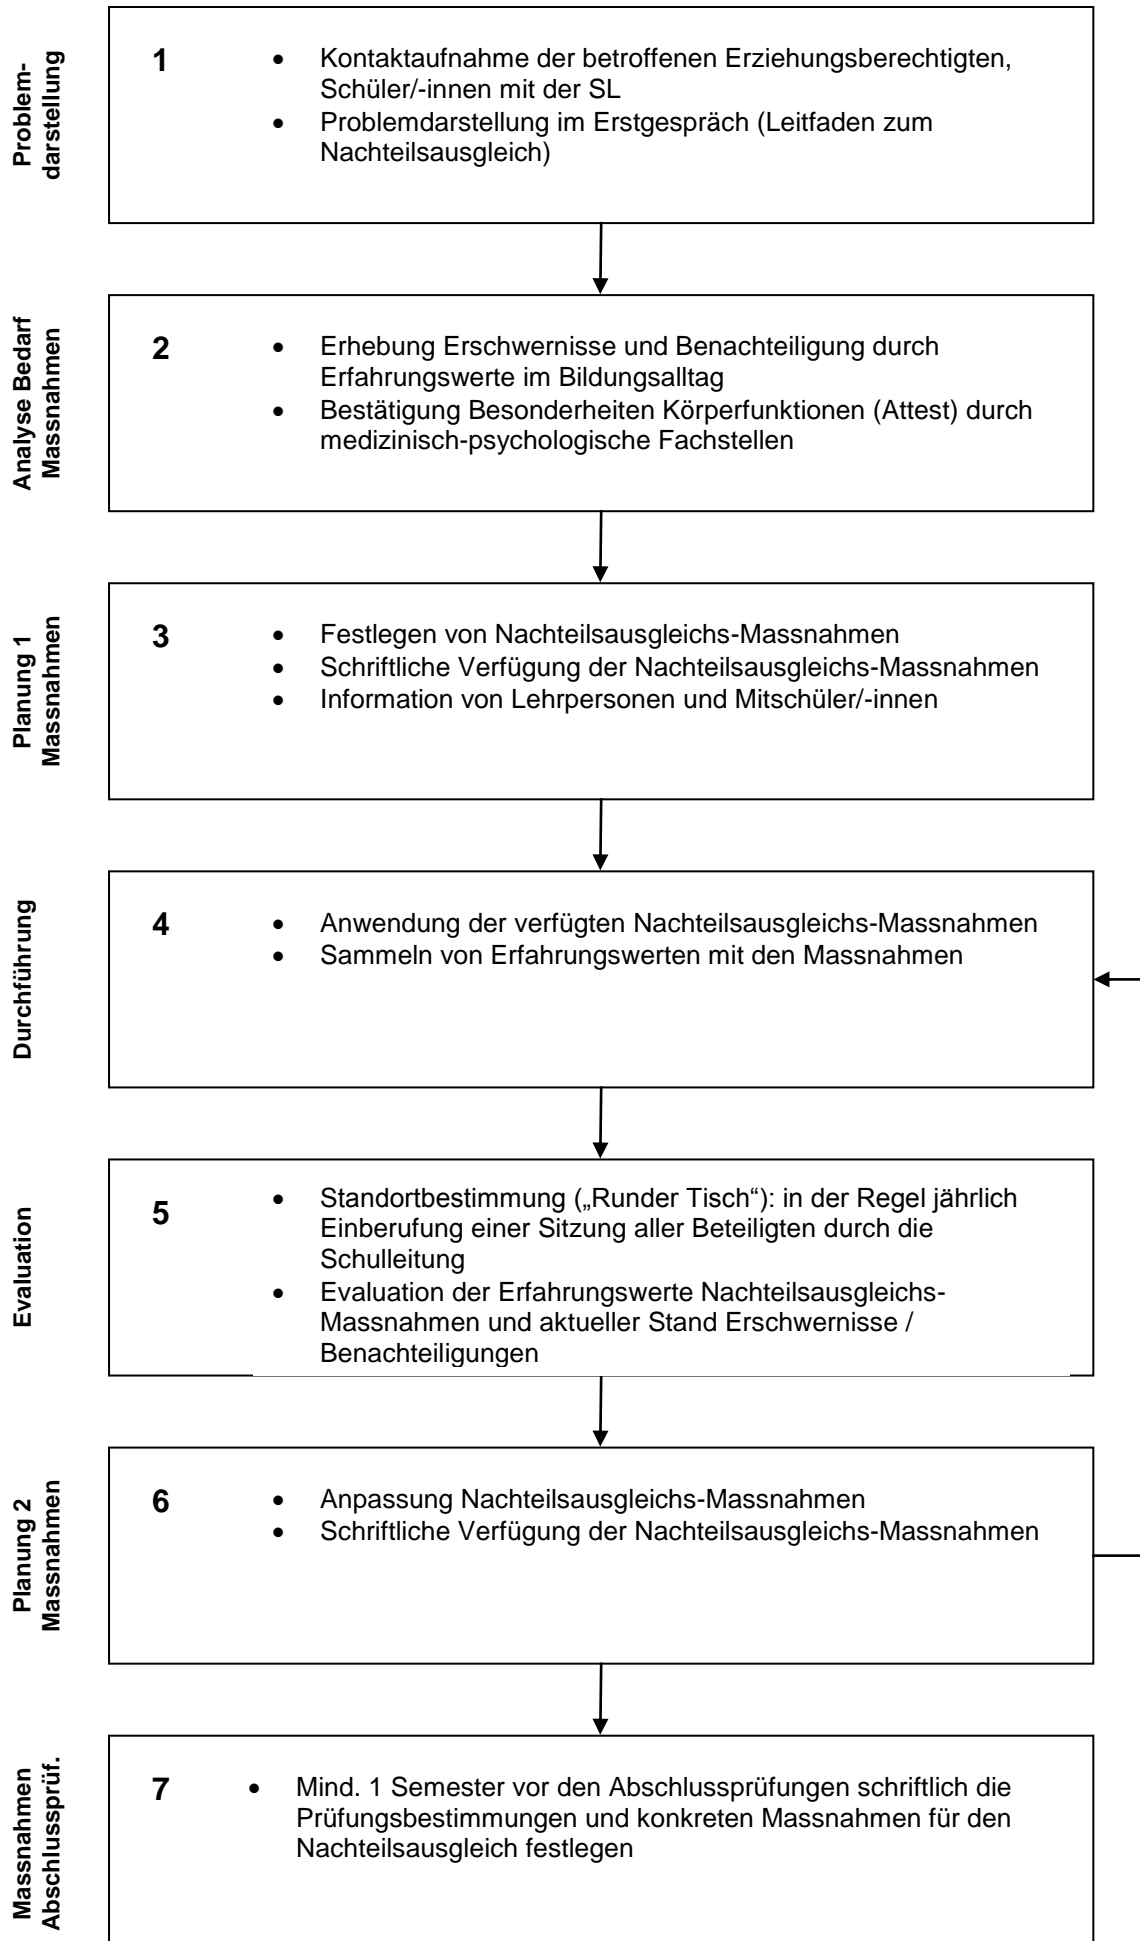 Problem-
darstellung
1
• Kontaktaufnahme der betroffenen Erziehungsberechtigten,
Schüler/-innen mit der SL
• Problemdarstellung im Erstgespräch (Leitfaden zum
Nachteilsausgleich)
Analyse Bedarf
Massnahmen
2
• Erhebung Erschwernisse und Benachteiligung durch
Erfahrungswerte im Bildungsalltag
• Bestätigung Besonderheiten Körperfunktionen (Attest) durch
medizinisch-psychologische Fachstellen
Planung 1
Massnahmen
3
• Festlegen von Nachteilsausgleichs-Massnahmen
• Schriftliche Verfügung der Nachteilsausgleichs-Massnahmen
• Information von Lehrpersonen und Mitschüler/-innen
Durchführung
4
• Anwendung der verfügten Nachteilsausgleichs-Massnahmen
• Sammeln von Erfahrungswerten mit den Massnahmen
Evaluation
5
• Standortbestimmung („Runder Tisch“): in der Regel jährlich
Einberufung einer Sitzung aller Beteiligten durch die
Schulleitung
• Evaluation der Erfahrungswerte Nachteilsausgleichs-
Massnahmen und aktueller Stand Erschwernisse /
Benachteiligungen
Planung 2
Massnahmen
6
• Anpassung Nachteilsausgleichs-Massnahmen
• Schriftliche Verfügung der Nachteilsausgleichs-Massnahmen
Massnahmen
Abschlussprüf.
7
• Mind. 1 Semester vor den Abschlussprüfungen schriftlich die
Prüfungsbestimmungen und konkreten Massnahmen für den
Nachteilsausgleich festlegen